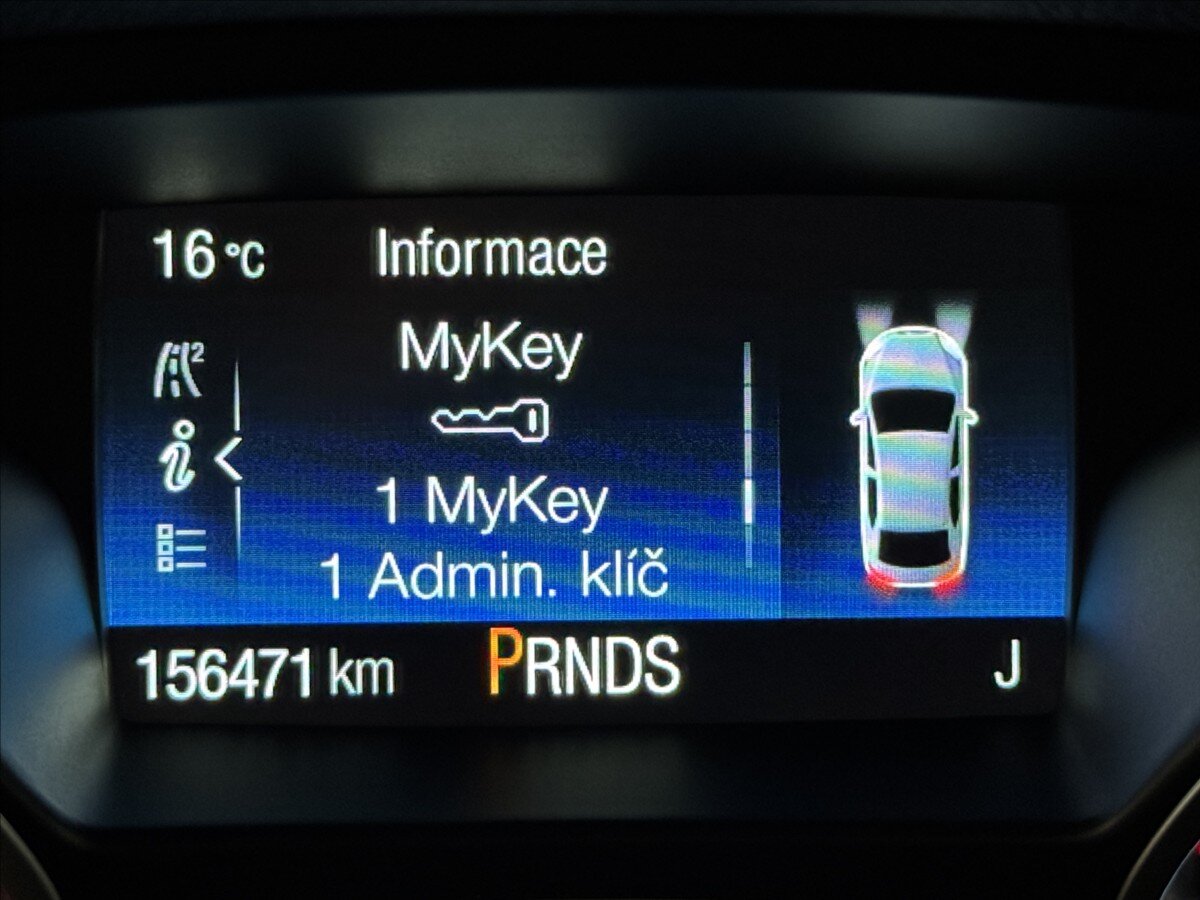 16 °C Informace
MyKey
1 MyKey
1 Admin. klíč
156471 km PRNDS J